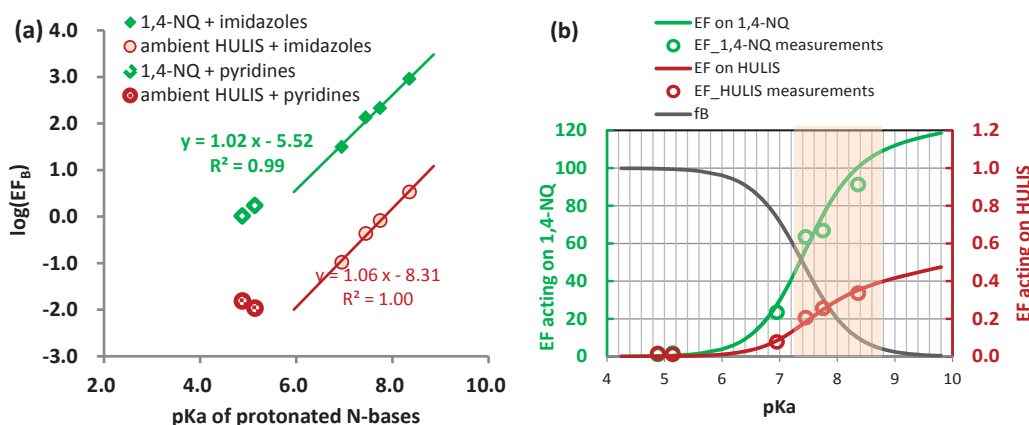 (a)
1,4-NQ + imidazoles
ambient HULIS + imidazoles
1,4-NQ + pyridines
ambient HULIS + pyridines
4.0
3.0
2.0
1.0
0.0
-1.0
-2.0
-3.0
log(EF_B)
y = 1.02 x - 5.52
R² = 0.99
y = 1.06 x - 8.31
R² = 1.00
2.0 4.0 6.0 8.0 10.0
pKa of protonated N-bases
(b)
EF on 1,4-NQ
EF_1,4-NQ measurements
EF on HULIS
EF_HULIS measurements
fB
120
100
80
60
40
20
0
EF acting on 1,4-NQ
1.2
1.0
0.8
0.6
0.4
0.2
0.0
EF acting on HULIS
4 5 6 7 8 9 10
pKa